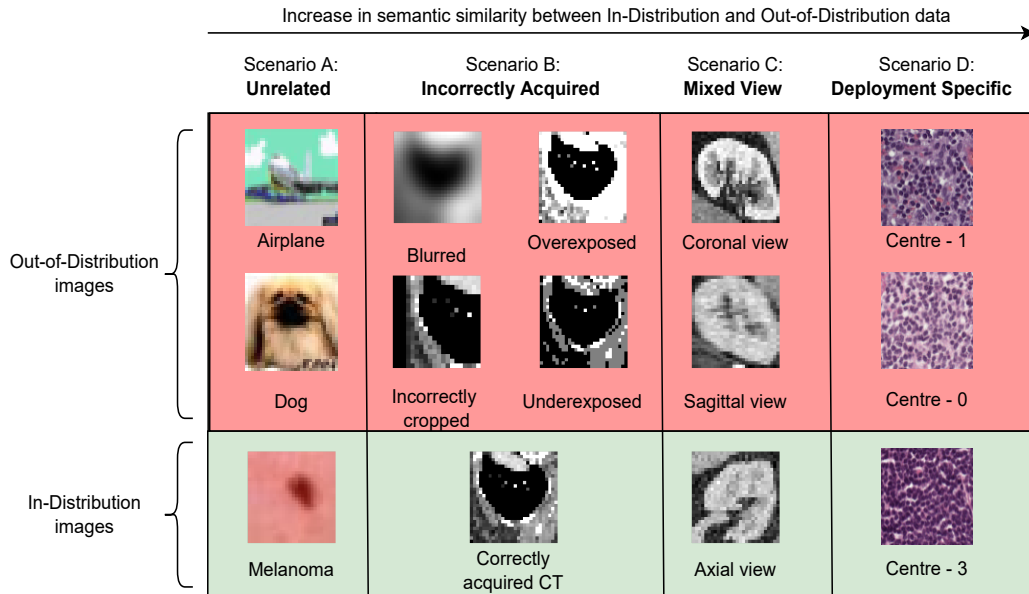 Increase in semantic similarity between In-Distribution and Out-of-Distribution data
Scenario A:
Unrelated
Scenario B:
Incorrectly Acquired
Scenario C:
Mixed View
Scenario D:
Deployment Specific
Out-of-Distribution
images
Airplane
Blurred
Overexposed
Coronal view
Centre - 1
Dog
Incorrectly
cropped
Underexposed
Sagittal view
Centre - 0
In-Distribution
images
Melanoma
Correctly
acquired CT
Axial view
Centre - 3